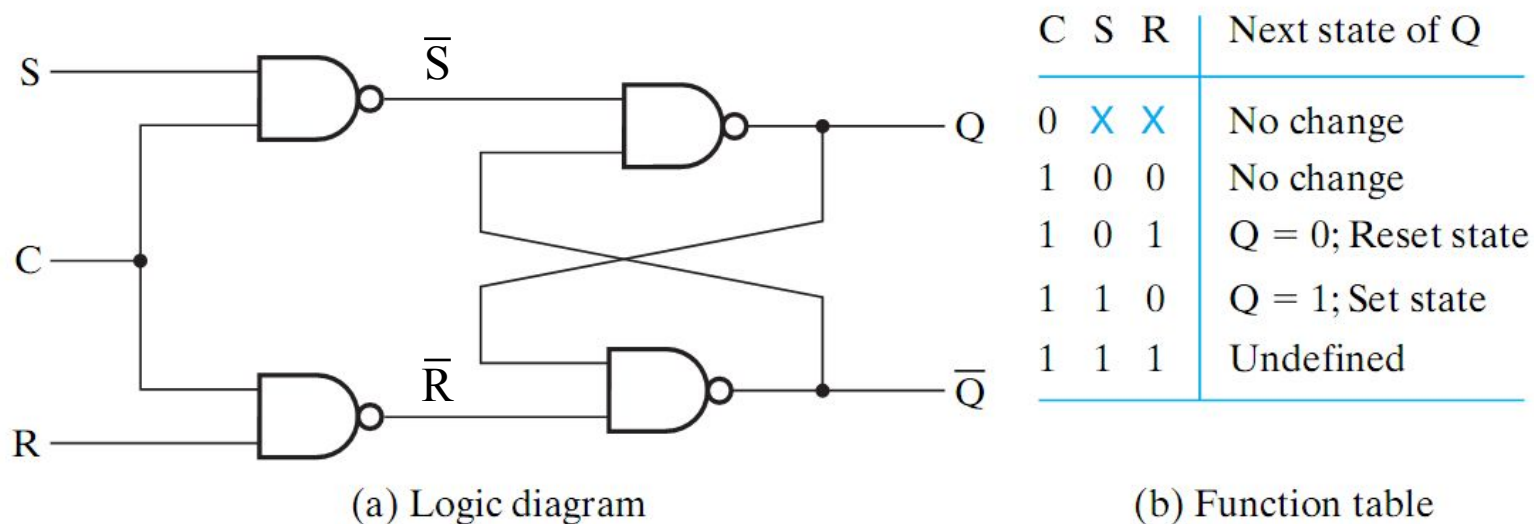 S
C
R
S̅
R̅
Q
Q̅
(a) Logic diagram
C S R Next state of Q
0 X X No change
1 0 0 No change
1 0 1 Q = 0; Reset state
1 1 0 Q = 1; Set state
1 1 1 Undefined
(b) Function table